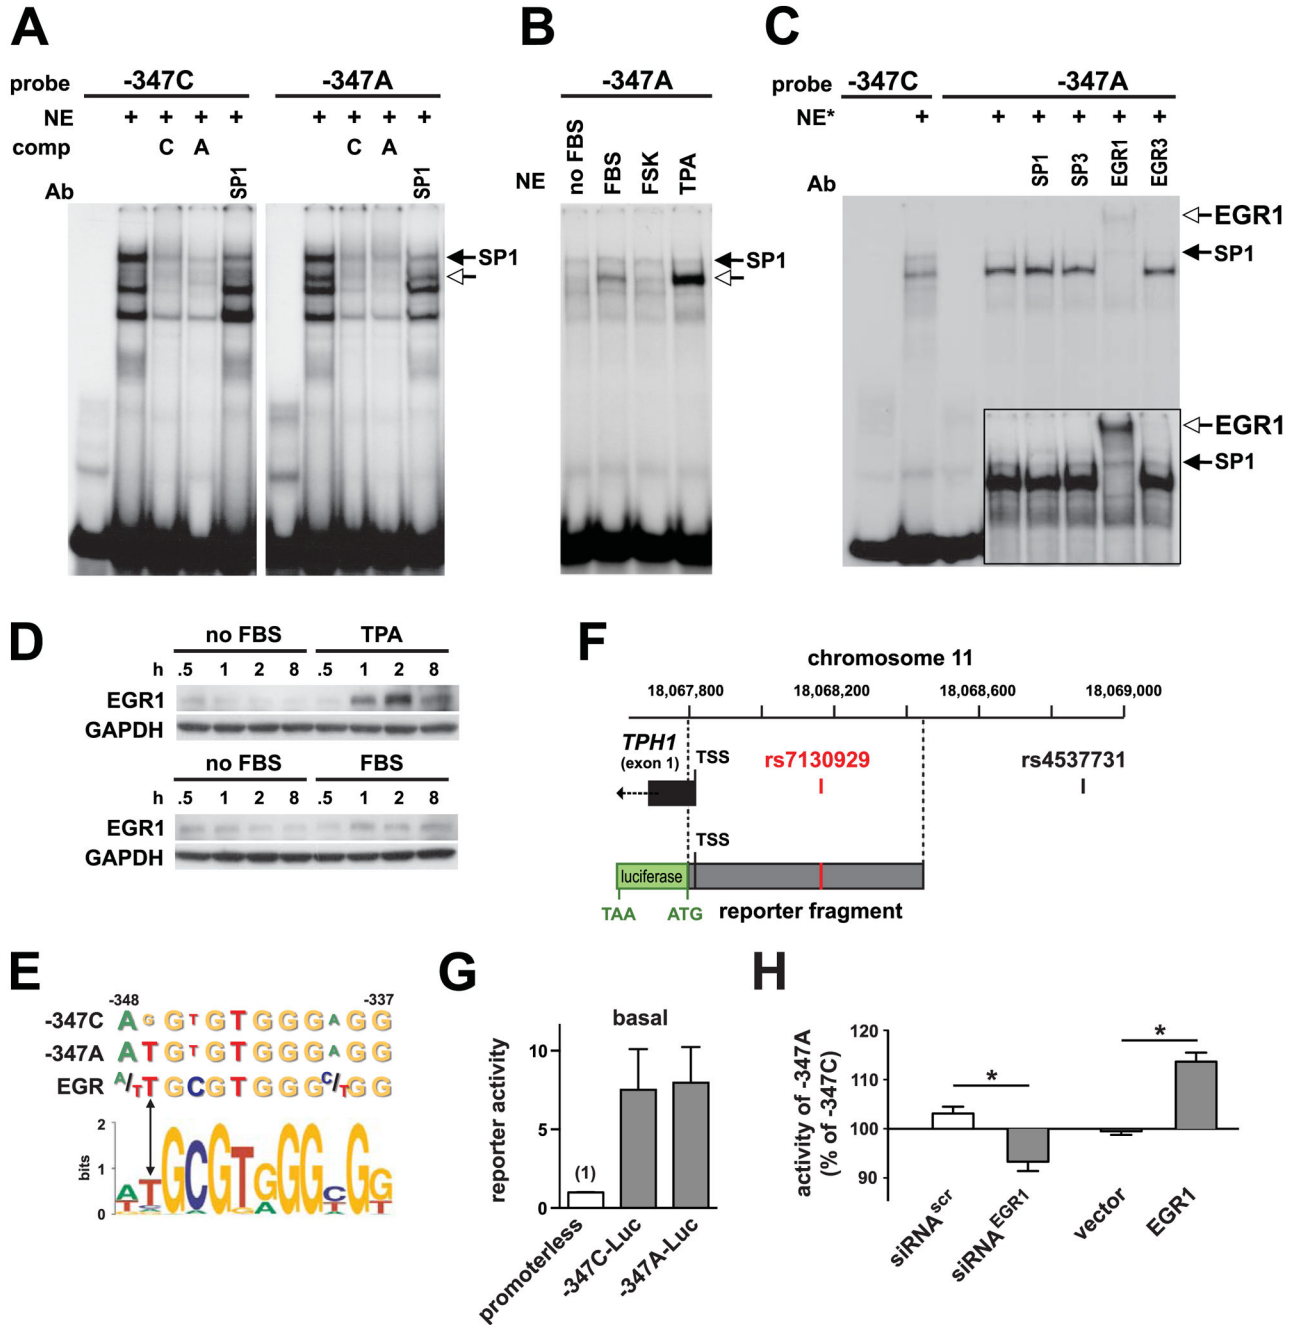 A
probe -347C -347A
NE + + + + + +
comp C A C A
Ab SP1 SP1
SP1
B
-347A
NE no FBS FBS FSK TPA
SP1
C
probe -347C -347A
NE* + + + + + +
Ab SP1 SP3 EGR1 EGR3
EGR1
SP1
EGR1
SP1
D
no FBS TPA
h .5 1 2 8 .5 1 2 8
EGR1
GAPDH
no FBS FBS
h .5 1 2 8 .5 1 2 8
EGR1
GAPDH
F
chromosome 11
18,067,800 18,068,200 18,068,600 18,069,000
TPH1
(exon 1)
TSS
rs7130929
rs4537731
TSS
luciferase
TAA ATG reporter fragment
E
-348 -337
-347C A G G T G T G G G A G G
-347A A T G T G T G G G A G G
EGR A/T T G C G T G G G C/T G G
2
bits
1
0
G
basal
reporter activity
10
5
0
(1)
promoterless
-347C-Luc
-347A-Luc
H
activity of -347A
(% of -347C)
120
110
100
90
* *
siRNAscr
siRNAEGR1
vector
EGR1